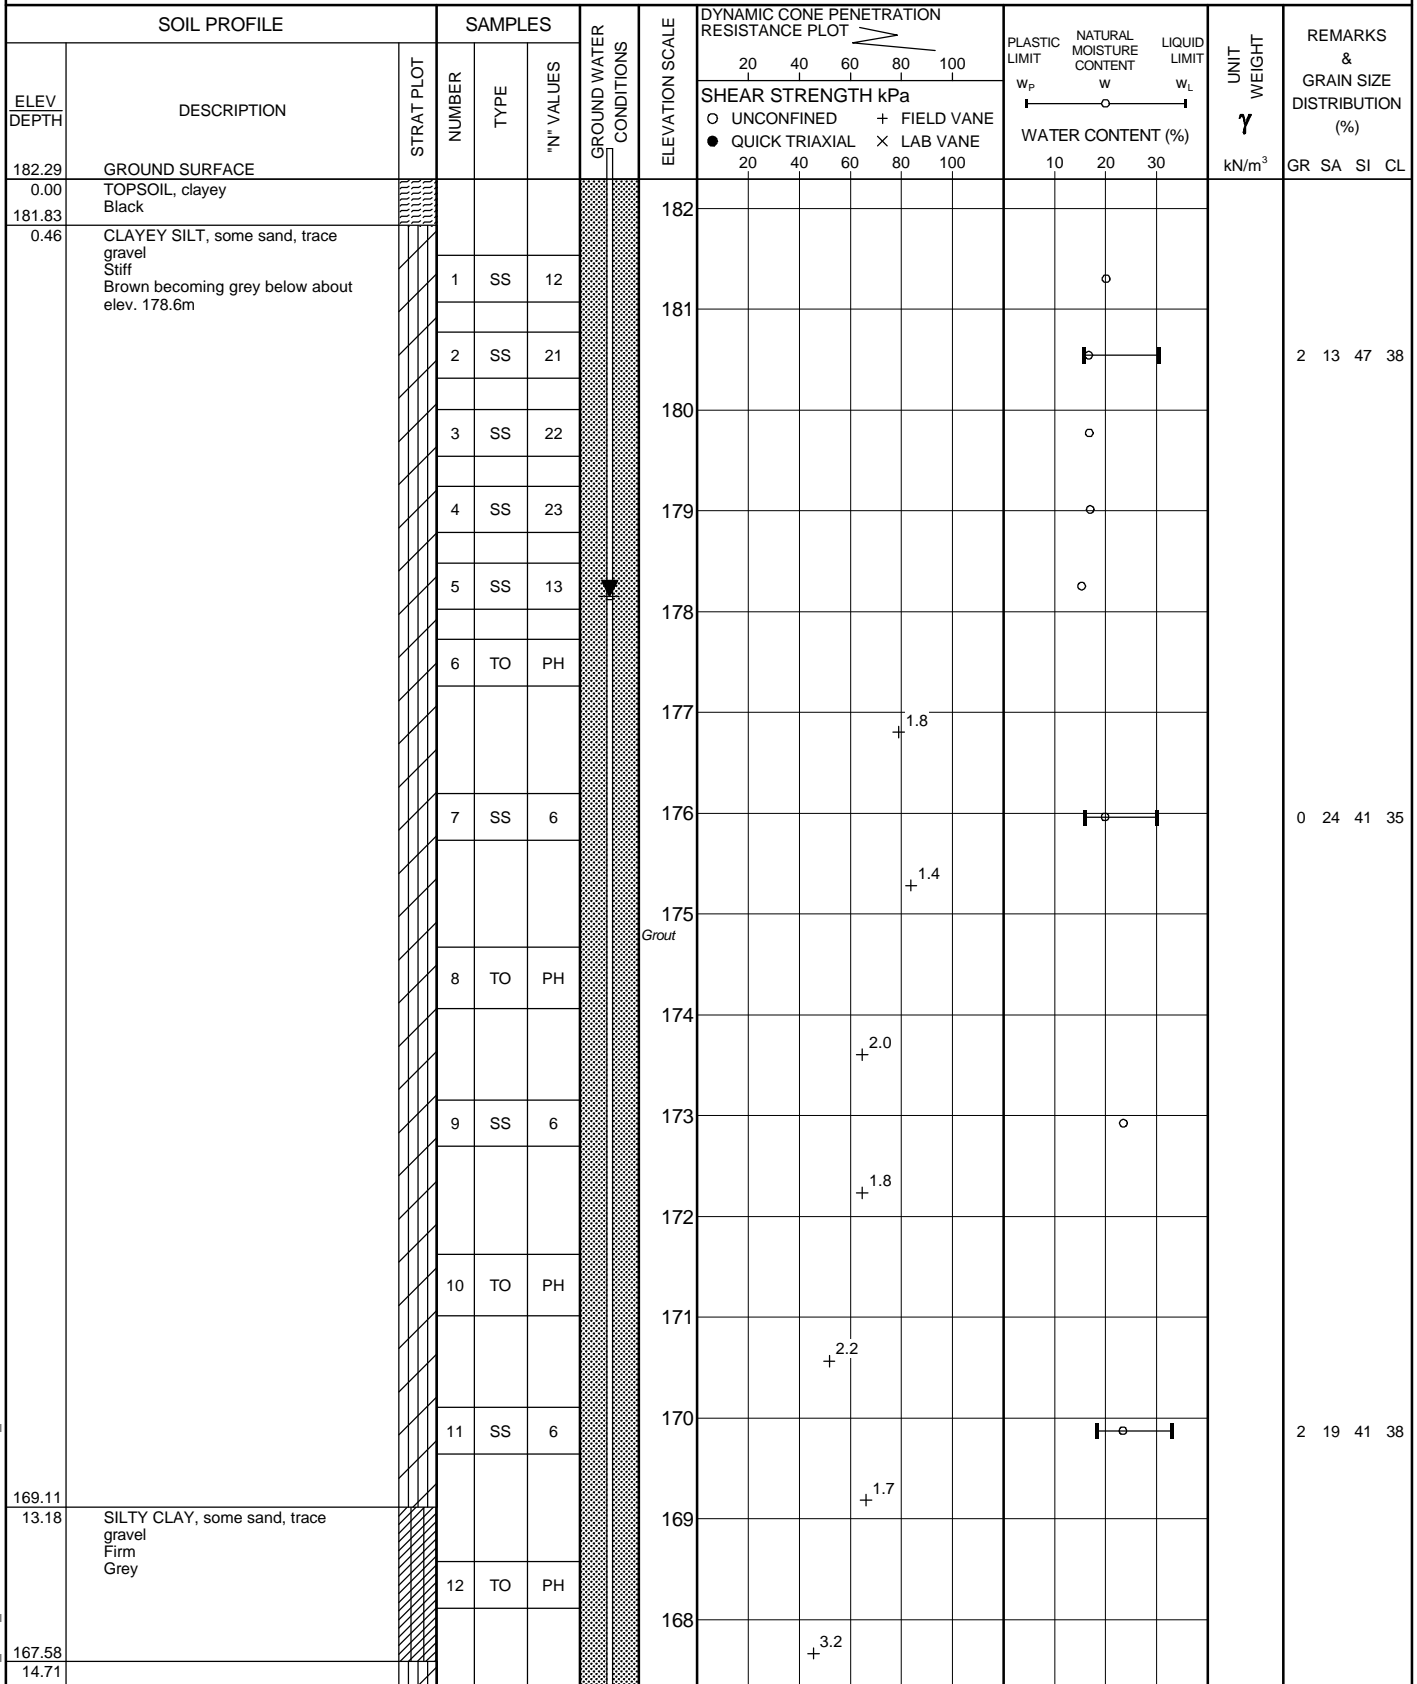 SOIL PROFILE
SAMPLES
GROUND WATER
CONDITIONS
ELEVATION SCALE
DYNAMIC CONE PENETRATION
RESISTANCE PLOT
20 40 60 80 100
SHEAR STRENGTH kPa
○ UNCONFINED + FIELD VANE
● QUICK TRIAXIAL × LAB VANE
20 40 60 80 100
PLASTIC
LIMIT
NATURAL
MOISTURE
CONTENT
LIQUID
LIMIT
WP W WL
WATER CONTENT (%)
10 20 30
UNIT
WEIGHT
γ
kN/m³
REMARKS
&
GRAIN SIZE
DISTRIBUTION
(%)
GR SA SI CL
ELEV
DEPTH
DESCRIPTION
STRAT PLOT
NUMBER
TYPE
"N" VALUES
182.29 GROUND SURFACE
0.00 TOPSOIL, clayey
Black
181.83
182
0.46 CLAYEY SILT, some sand, trace
gravel
Stiff
Brown becoming grey below about
elev. 178.6m
1 SS 12
181
2 SS 21
2 13 47 38
180
3 SS 22
4 SS 23
179
5 SS 13
178
6 TO PH
177
1.8
7 SS 6
176
0 24 41 35
1.4
175
Grout
8 TO PH
174
2.0
9 SS 6
173
1.8
172
10 TO PH
171
2.2
170
11 SS 6
2 19 41 38
1.7
169.11
13.18 SILTY CLAY, some sand, trace
gravel
Firm
Grey
169
12 TO PH
168
3.2
167.58
14.71